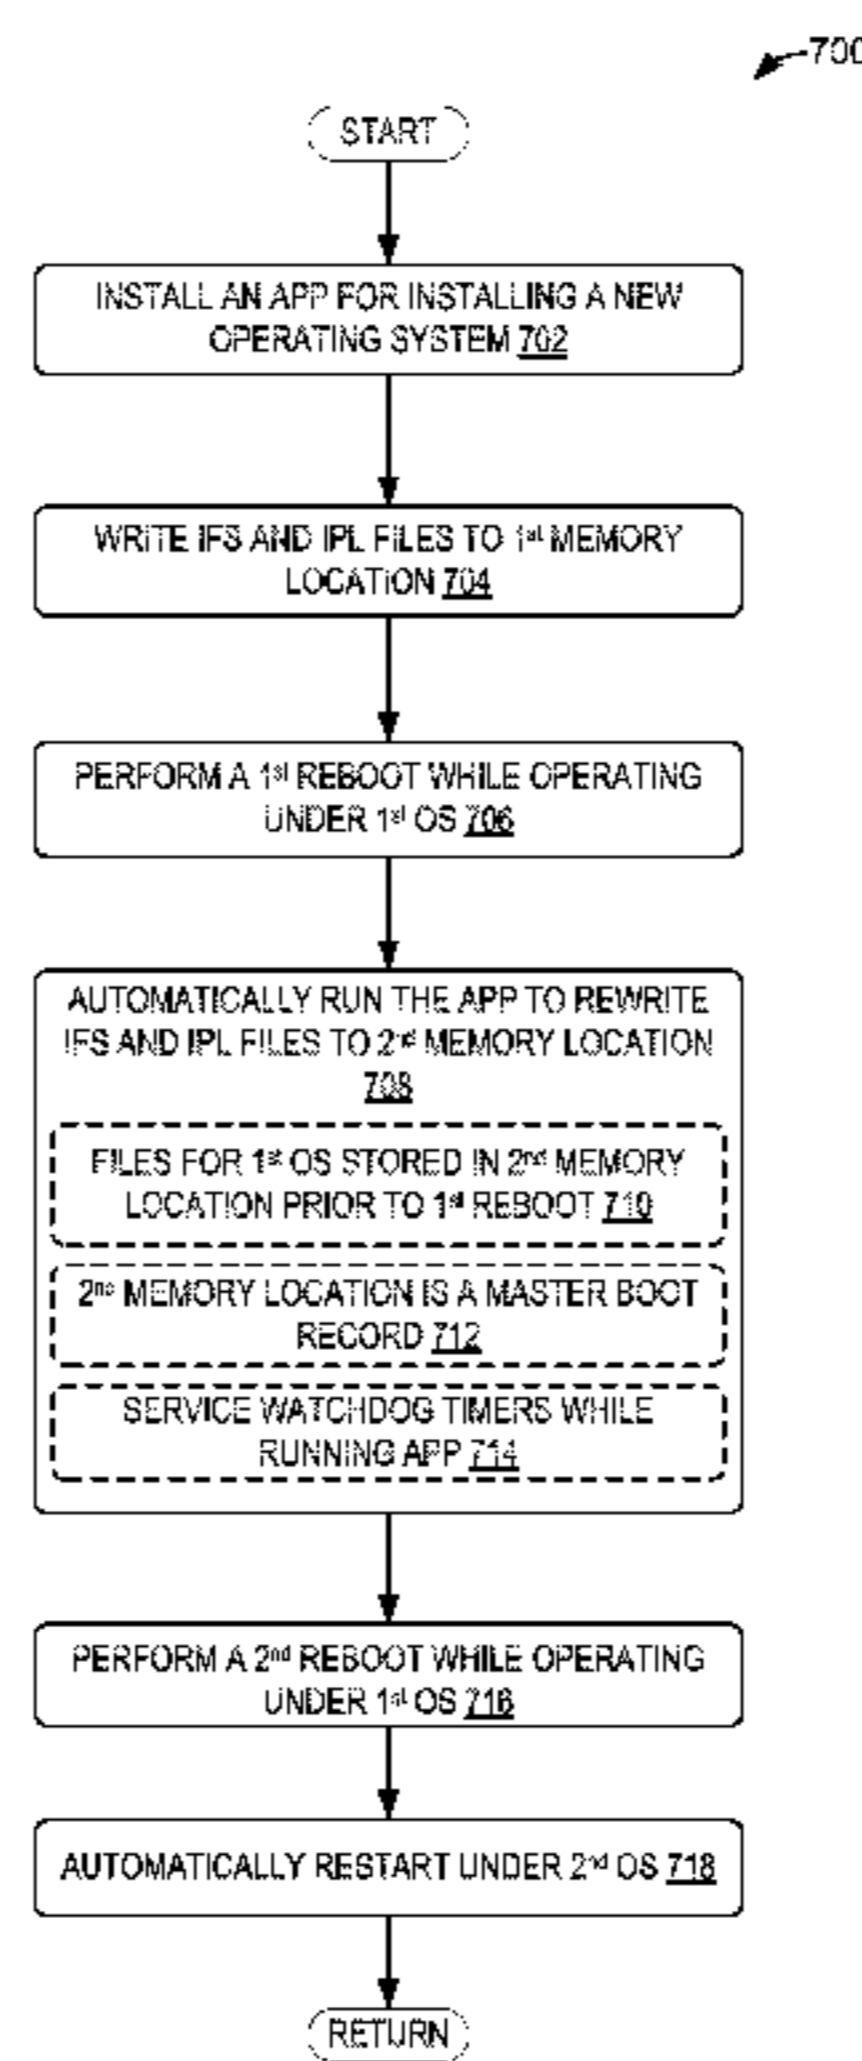 700
START
INSTALL AN APP FOR INSTALLING A NEW
OPERATING SYSTEM 702
WRITE IFS AND IPL FILES TO 1st MEMORY
LOCATION 704
PERFORM A 1st REBOOT WHILE OPERATING
UNDER 1st OS 706
AUTOMATICALLY RUN THE APP TO REWRITE
IFS AND IPL FILES TO 2nd MEMORY LOCATION
708
FILES FOR 1st OS STORED IN 2nd MEMORY
LOCATION PRIOR TO 1st REBOOT 710
2nd MEMORY LOCATION IS A MASTER BOOT
RECORD 712
SERVICE WATCHDOG TIMERS WHILE
RUNNING APP 714
PERFORM A 2nd REBOOT WHILE OPERATING
UNDER 1st OS 716
AUTOMATICALLY RESTART UNDER 2nd OS 718
RETURN